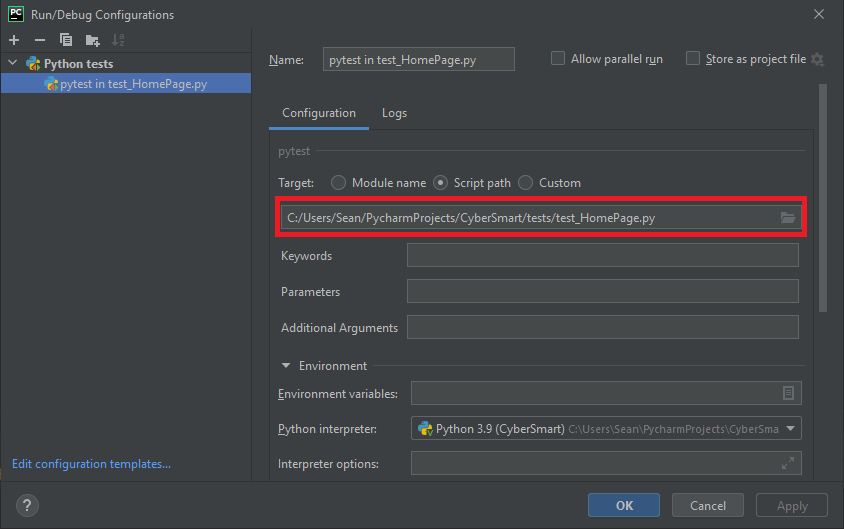 PC Run/Debug Configurations
Python tests
pytest in test_HomePage.py
Edit configuration templates...
Name: pytest in test_HomePage.py Allow parallel run Store as project file
Configuration Logs
pytest
Target: Module name Script path Custom
C:/Users/Sean/PycharmProjects/CyberSmart/tests/test_HomePage.py
Keywords
Parameters
Additional Arguments
Environment
Environment variables:
Python interpreter: Python 3.9 (CyberSmart) C:\Users\Sean\PycharmProjects\CyberSma
Interpreter options:
? OK Cancel Apply